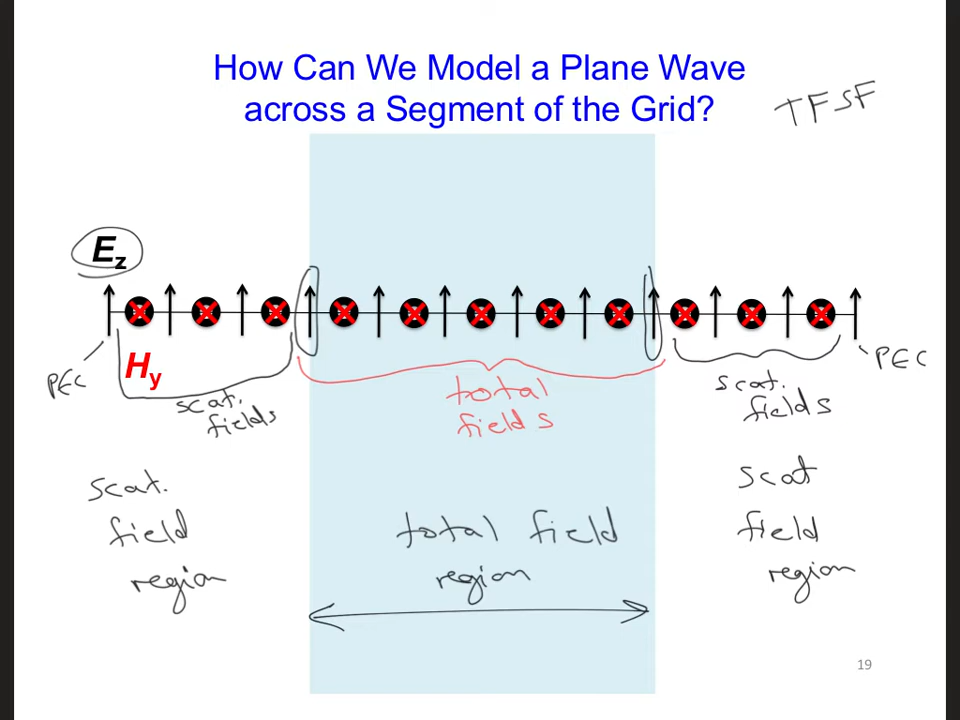 How Can We Model a Plane Wave
across a Segment of the Grid?
TFSF
Ez
Hy
PEC
PEC
scat.
fields
total
fields
scat.
fields
scat.
field
region
total field
region
scat
field
region
19